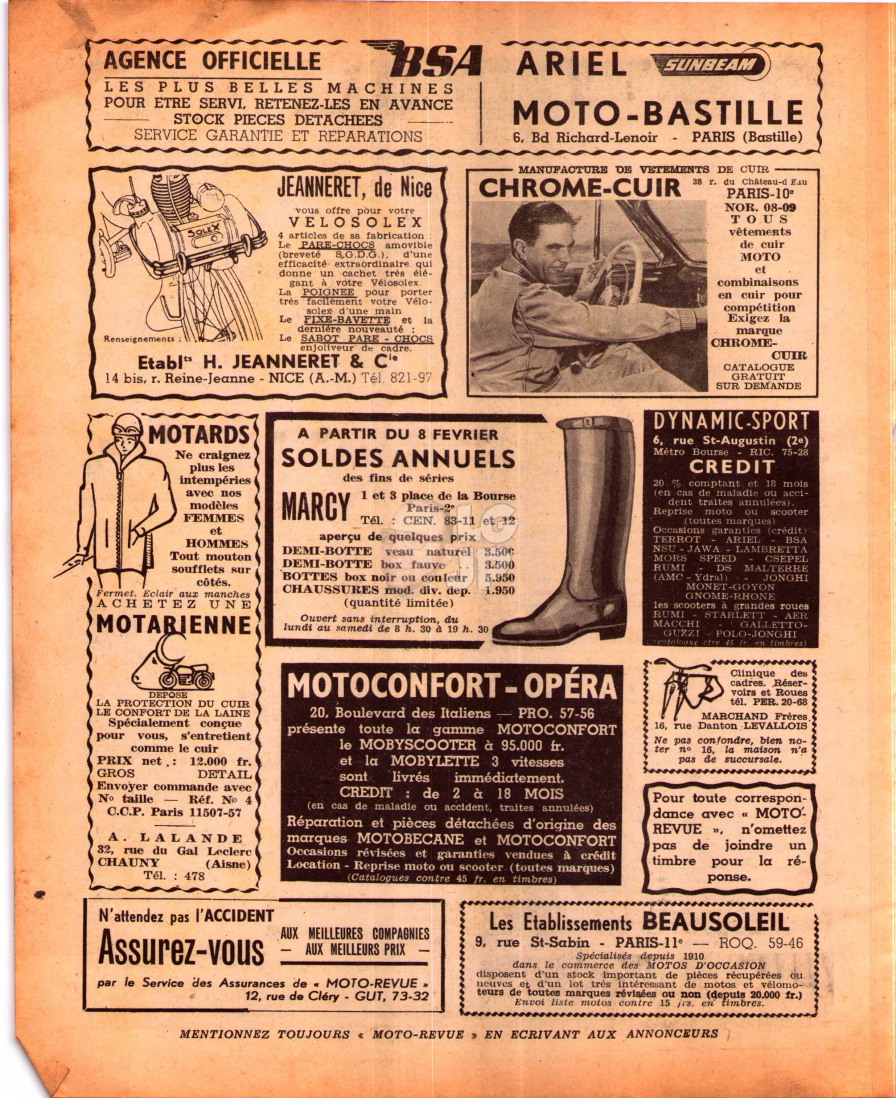 AGENCE OFFICIELLE BSA ARIEL SUNBEAM
LES PLUS BELLES MACHINES
POUR ETRE SERVI, RETENEZ-LES EN AVANCE
STOCK PIECES DETACHEES
SERVICE GARANTIE ET REPARATIONS
MOTO-BASTILLE
6, Bd Richard-Lenoir - PARIS (Bastille)
SOLEX
JEANNERET, de Nice
vous offre pour votre
VELOSOLEX
4 articles de sa fabrication :
Le PARE-CHOCS amovible
(breveté S.G.D.G.), d'une
efficacité extraordinaire qui
donne un cachet très élé-
gant à votre Vélosolex.
La POIGNEE pour porter
très facilement votre Vélo-
solex d'une main
Le FIXE-BAVETTE et la
dernière nouveauté :
Le SABOT PARE-CHOCS
enjoliveur de cadre.
Renseignements :
Etablts H. JEANNERET & Cie
14 bis, r. Reine-Jeanne - NICE (A.-M.) Tél. 821-97
MANUFACTURE DE VETEMENTS DE CUIR
CHROME-CUIR
38 r. du Château-d Eau
PARIS-10e
NOR. 08-09
TOUS
vêtements
de cuir
MOTO
et
combinaisons
en cuir pour
compétition
Exigez la
marque
CHROME-
CUIR
CATALOGUE
GRATUIT
SUR DEMANDE
MOTARDS
Ne craignez
plus les
intempéries
avec nos
modèles
FEMMES
et
HOMMES
Tout mouton
soufflets sur
côtés.
Fermet. Eclair aux manches
ACHETEZ UNE
MOTARIENNE
DEPOSE
LA PROTECTION DU CUIR
LE CONFORT DE LA LAINE
Spécialement conçue
pour vous, s'entretient
comme le cuir
PRIX net : 12.000 fr.
GROS DETAIL
Envoyer commande avec
No taille — Réf. No 4
C.C.P. Paris 11507-57
A. LALANDE
32, rue du Gal Leclerc
CHAUNY (Aisne)
Tél. : 478
A PARTIR DU 8 FEVRIER
SOLDES ANNUELS
des fins de séries
MARCY 1 et 3 place de la Bourse
Paris-2e
Tél. : CEN. 83-11 et 12
aperçu de quelques prix
DEMI-BOTTE veau naturel 3.500
DEMI-BOTTE box fauve . . 3.500
BOTTES box noir ou couleur 5.950
CHAUSSURES mod. div. dep. 1.950
(quantité limitée)
Ouvert sans interruption, du
lundi au samedi de 8 h. 30 à 19 h. 30
DYNAMIC-SPORT
6, rue St-Augustin (2e)
Métro Bourse - RIC. 75-28
CREDIT
20 % comptant et 18 mois
(en cas de maladie ou acci-
dent traites annulées).
Reprise moto ou scooter
(toutes marques)
Occasions garanties (crédit)
TERROT - ARIEL - BSA
NSU - JAWA - LAMBRETTA
MORS SPEED - CSEPEL
RUMI - DS MALTERRE
(AMC - Ydral) - JONGHI
MONET-GOYON
GNOME-RHONE
les scooters à grandes roues
RUMI - STARLETT - AER
MACCHI - GALLETTO-
GUZZI - POLO-JONGHI
(catalogue ctre 45 fr. en timbres)
MOTOCONFORT-OPÉRA
20, Boulevard des Italiens — PRO. 57-56
présente toute la gamme MOTOCONFORT
le MOBYSCOOTER à 95.000 fr.
et la MOBYLETTE 3 vitesses
sont livrés immédiatement.
CREDIT : de 2 à 18 MOIS
(en cas de maladie ou accident, traites annulées)
Réparation et pièces détachées d'origine des
marques MOTOBECANE et MOTOCONFORT
Occasions révisées et garanties vendues à crédit
Location - Reprise moto ou scooter (toutes marques)
(Catalogues contre 45 fr. en timbres)
Clinique des
cadres. Réser-
voirs et Roues
tél. PER. 20-68
MARCHAND Frères
16, rue Danton LEVALLOIS
Ne pas confondre, bien no-
ter no 16, la maison n'a
pas de succursale.
Pour toute correspon-
dance avec « MOTO-
REVUE », n'omettez
pas de joindre un
timbre pour la ré-
ponse.
N'attendez pas l'ACCIDENT
Assurez-vous
AUX MEILLEURES COMPAGNIES
— AUX MEILLEURS PRIX —
par le Service des Assurances de « MOTO-REVUE »
12, rue de Cléry - GUT, 73-32
Les Etablissements BEAUSOLEIL
9, rue St-Sabin - PARIS-11e — ROQ. 59-46
Spécialisés depuis 1910
dans le commerce des MOTOS D'OCCASION
disposent d'un stock important de pièces récupérées ou
neuves et d'un lot très intéressant de motos et vélomo-
teurs de toutes marques révisées ou non (depuis 20.000 fr.)
Envoi liste motos contre 15 frs. en timbres.
MENTIONNEZ TOUJOURS « MOTO-REVUE » EN ECRIVANT AUX ANNONCEURS